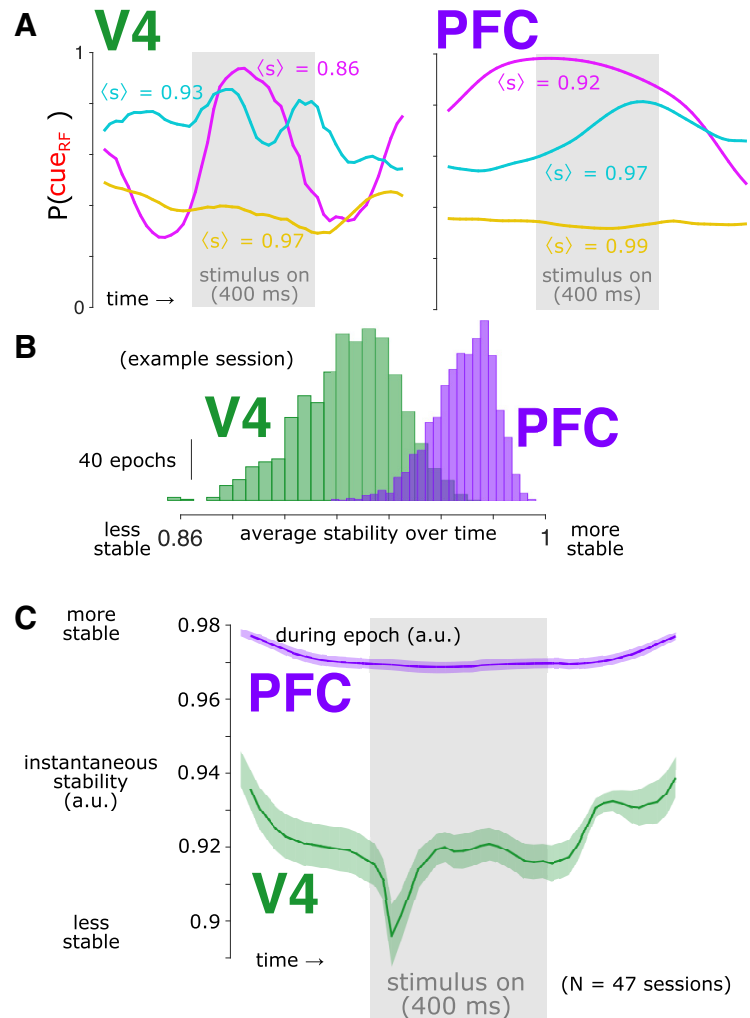 A
V4
PFC
1
P(cueRF)
0
⟨s⟩ = 0.93
⟨s⟩ = 0.86
⟨s⟩ = 0.97
stimulus on
(400 ms)
time →
⟨s⟩ = 0.92
⟨s⟩ = 0.97
⟨s⟩ = 0.99
stimulus on
(400 ms)
B
(example session)
V4
PFC
40 epochs
less
stable
0.86
average stability over time
1
more
stable
C
more
stable
0.98
during epoch (a.u.)
PFC
0.96
instantaneous
stability
(a.u.)
0.94
0.92
V4
0.9
less
stable
time →
stimulus on
(400 ms)
(N = 47 sessions)